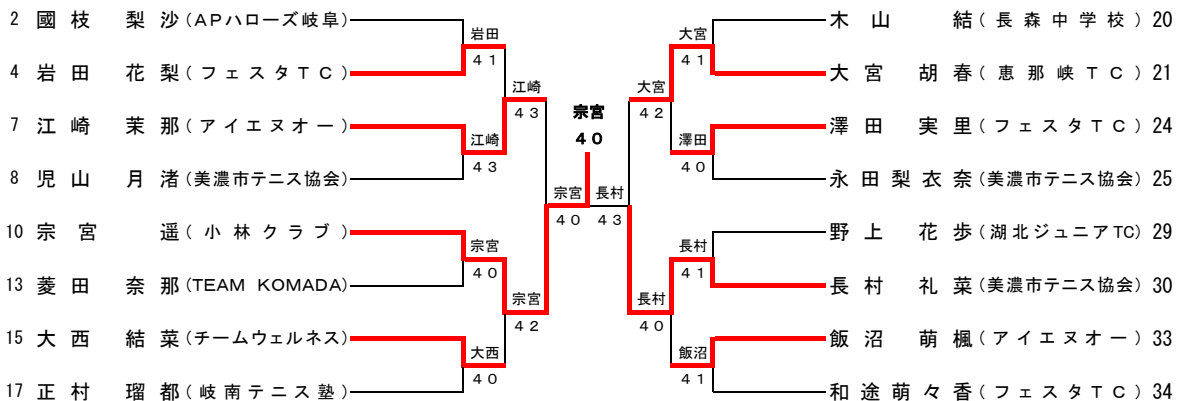 2 國枝 梨沙(APハローズ岐阜)
4 岩田 花梨(フェスタTC)
7 江崎 茉那(アイエヌオー)
8 児山 月渚(美濃市テニス協会)
10 宗宮 遥(小林クラブ)
13 菱田 奈那(TEAM KOMADA)
15 大西 結菜(チームウェルネス)
17 正村 瑠都(岐南テニス塾)
岩田
41
江崎
43
宗宮
40
大西
40
江崎
43
宗宮
42
宗宮
40
宗宮
40
長村
43
大宮
42
長村
40
大宮
41
澤田
40
長村
41
飯沼
41
木山 結(長森中学校) 20
大宮 胡春(恵那峡TC) 21
澤田 実里(フェスタTC) 24
永田梨衣奈(美濃市テニス協会) 25
野上 花歩(湖北ジュニアTC) 29
長村 礼菜(美濃市テニス協会) 30
飯沼 萌楓(アイエヌオー) 33
和途萌々香(フェスタTC) 34